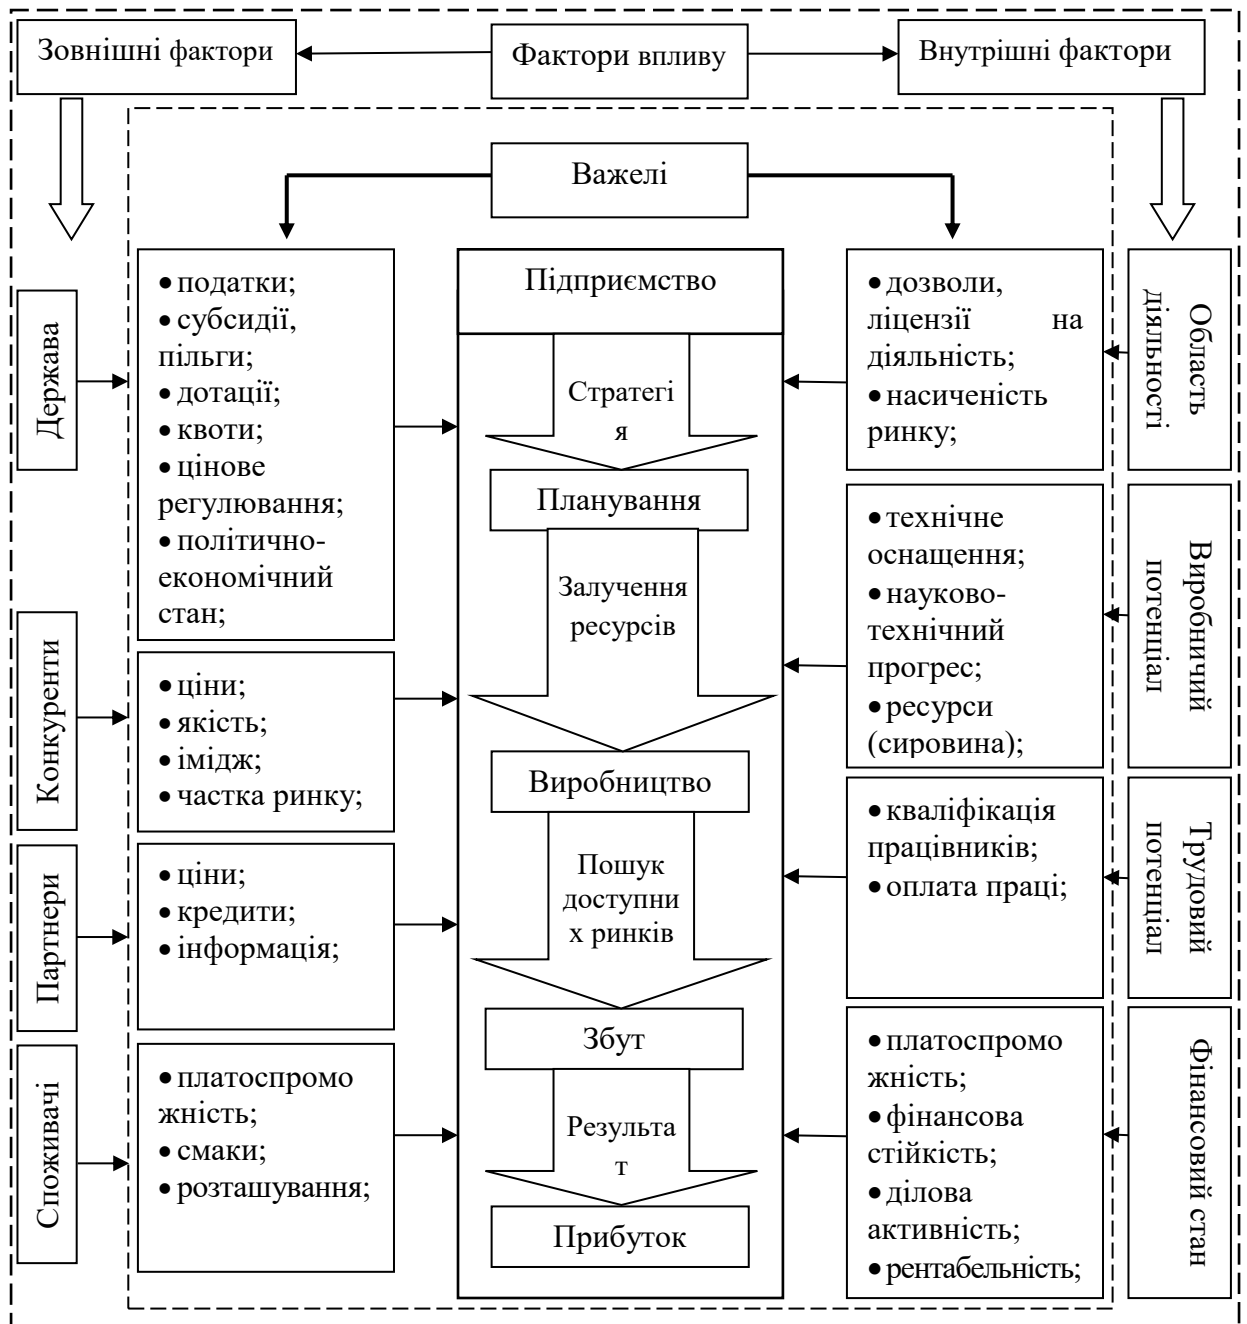 Зовнішні фактори
Фактори впливу
Внутрішні фактори
Важелі
Держава
• податки;
• субсидії,
пільги;
• дотації;
• квоти;
• цінове
регулювання;
• політично-
економічний
стан;
Конкуренти
• ціни;
• якість;
• імідж;
• частка ринку;
Партнери
• ціни;
• кредити;
• інформація;
Споживачі
• платоспромо
жність;
• смаки;
• розташування;
Підприємство
Стратегі
я
Планування
Залучення
ресурсів
Виробництво
Пошук
доступни
х ринків
Збут
Результа
т
Прибуток
• дозволи,
ліцензії на
діяльність;
• насиченість
ринку;
Область
діяльності
• технічне
оснащення;
• науково-
технічний
прогрес;
• ресурси
(сировина);
Виробничий
потенціал
• кваліфікація
працівників;
• оплата праці;
Трудовий
потенціал
• платоспромо
жність;
• фінансова
стійкість;
• ділова
активність;
• рентабельність;
Фінансовий стан